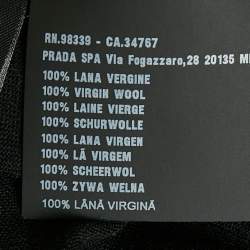 RN.98339 - CA.34767
PRADA SPA Via Fogazzaro,28 20135 MI
100% LANA VERGINE
100% VIRGIN WOOL
100% LAINE VIERGE
100% SCHURWOLLE
100% LANA VIRGEN
100% LÃ VIRGEM
100% SCHEERWOL
100% ZYWA WELNA
100% LÂNĂ VIRGINĂ